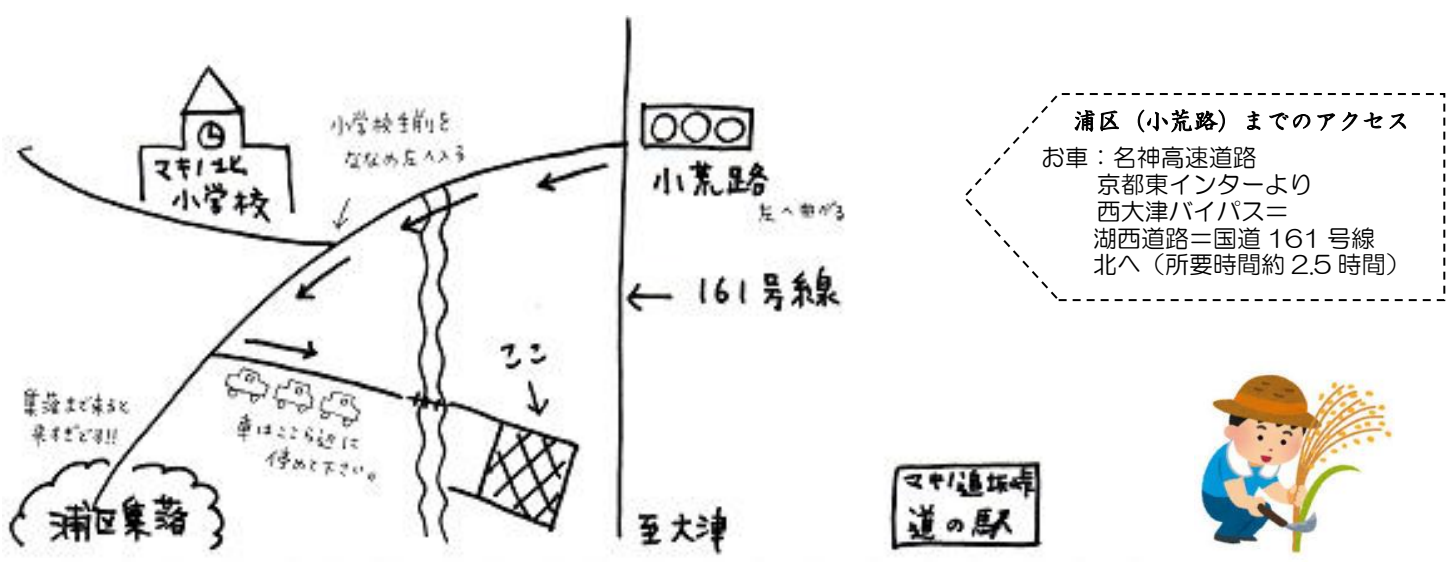 小学校手前を
ななめ左へ入る
マキノ北
小学校
小荒路
左へ曲がる
← 161号線
ここ
集落まで来ると
来すぎです!!
車はここら辺に
停めて下さい。
浦区集落
至大津
マキノ追坂峠
道の駅
浦区（小荒路）までのアクセス
お車：名神高速道路
京都東インターより
西大津バイパス＝
湖西道路＝国道 161 号線
北へ（所要時間約 2.5 時間）